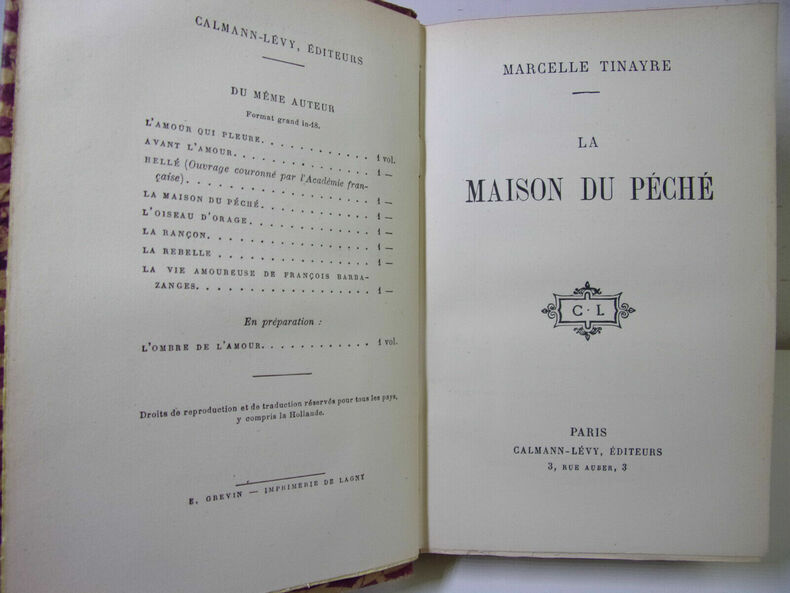 CALMANN-LÉVY, ÉDITEURS
DU MÊME AUTEUR
Format grand in-18.
L'AMOUR QUI PLEURE. . . . . . . . . . . . 1 vol.
AVANT L'AMOUR. . . . . . . . . . . . . . 1 —
HELLÉ (Ouvrage couronné par l'Académie fran-
çaise). . . . . . . . . . . . . . . . . 1 —
LA MAISON DU PÉCHÉ. . . . . . . . . . . . 1 —
L'OISEAU D'ORAGE. . . . . . . . . . . . . 1 —
LA RANÇON. . . . . . . . . . . . . . . . 1 —
LA REBELLE . . . . . . . . . . . . . . . 1 —
LA VIE AMOUREUSE DE FRANÇOIS BARBA-
ZANGES. . . . . . . . . . . . . . . . . 1 —
En préparation :
L'OMBRE DE L'AMOUR. . . . . . . . . . . . 1 vol.
Droits de reproduction et de traduction réservés pour tous les pays,
y compris la Hollande.
E. GREVIN — IMPRIMERIE DE LAGNY
MARCELLE TINAYRE
LA
MAISON DU PÉCHÉ
C·L
PARIS
CALMANN-LÉVY, ÉDITEURS
3, RUE AUBER, 3